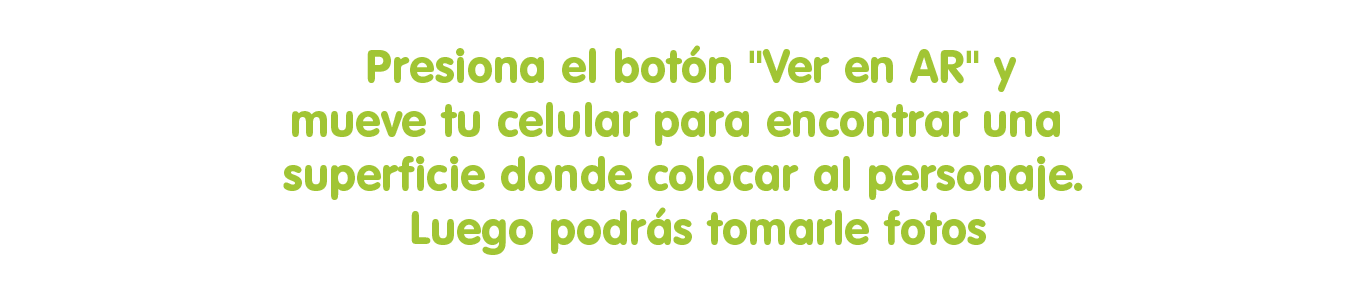 Presiona el botón "Ver en AR" y
mueve tu celular para encontrar una
superficie donde colocar al personaje.
Luego podrás tomarle fotos